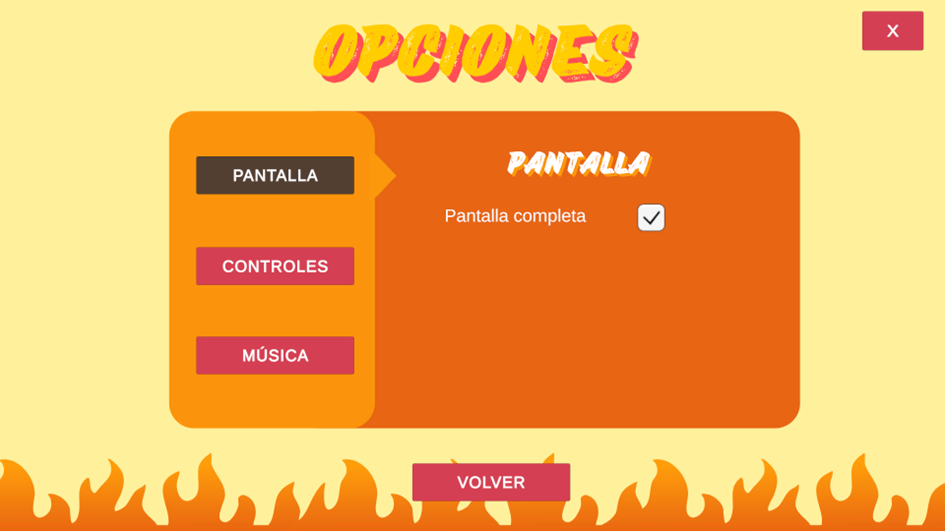 OPCIONES
X
PANTALLA
PANTALLA
Pantalla completa
CONTROLES
MÚSICA
VOLVER